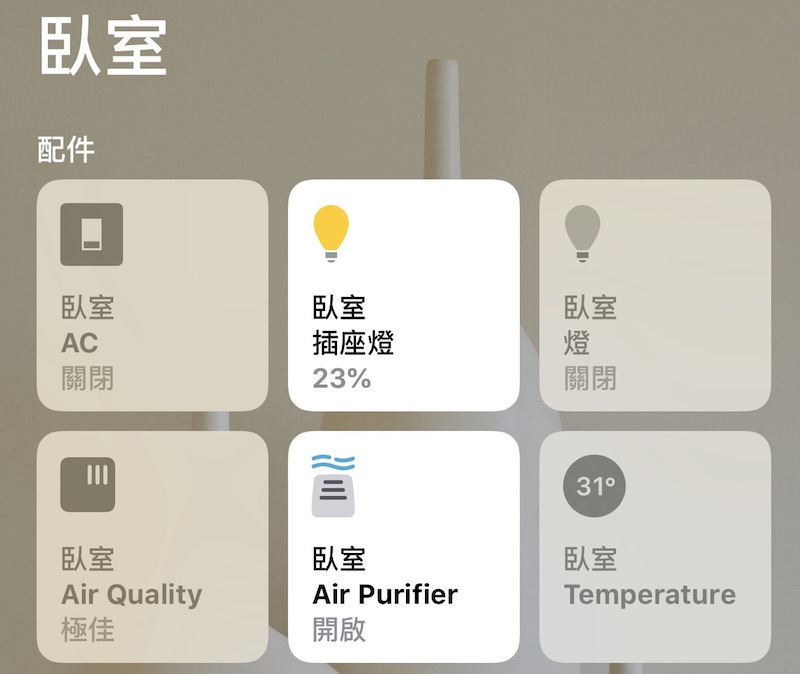 臥室
配件
臥室
AC
關閉
臥室
插座燈
23%
臥室
燈
關閉
臥室
Air Quality
極佳
臥室
Air Purifier
開啟
31°
臥室
Temperature